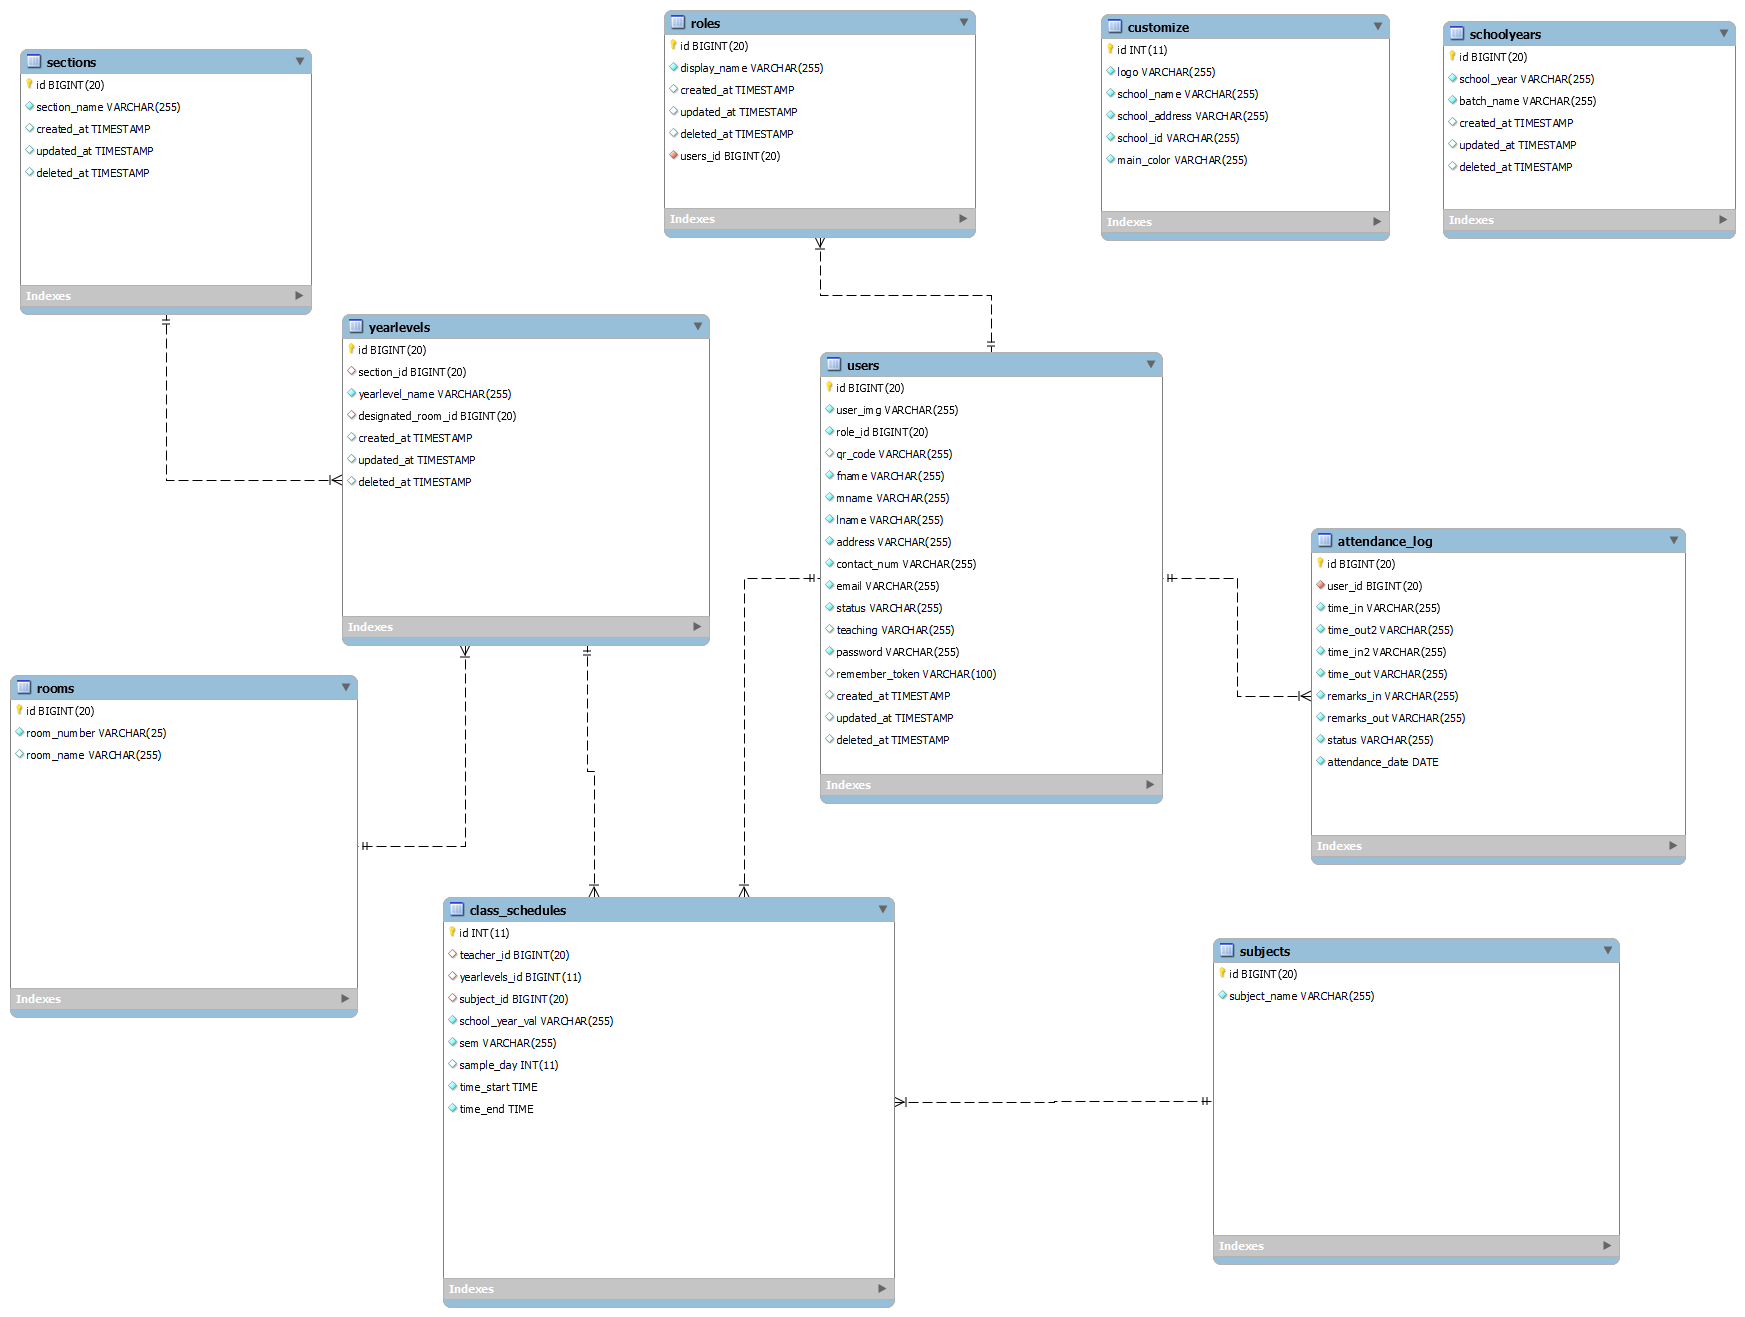 sections
id BIGINT(20)
section_name VARCHAR(255)
created_at TIMESTAMP
updated_at TIMESTAMP
deleted_at TIMESTAMP
Indexes
roles
id BIGINT(20)
display_name VARCHAR(255)
created_at TIMESTAMP
updated_at TIMESTAMP
deleted_at TIMESTAMP
users_id BIGINT(20)
Indexes
customize
id INT(11)
logo VARCHAR(255)
school_name VARCHAR(255)
school_address VARCHAR(255)
school_id VARCHAR(255)
main_color VARCHAR(255)
Indexes
schoolyears
id BIGINT(20)
school_year VARCHAR(255)
batch_name VARCHAR(255)
created_at TIMESTAMP
updated_at TIMESTAMP
deleted_at TIMESTAMP
Indexes
yearlevels
id BIGINT(20)
section_id BIGINT(20)
yearlevel_name VARCHAR(255)
designated_room_id BIGINT(20)
created_at TIMESTAMP
updated_at TIMESTAMP
deleted_at TIMESTAMP
Indexes
users
id BIGINT(20)
user_img VARCHAR(255)
role_id BIGINT(20)
qr_code VARCHAR(255)
fname VARCHAR(255)
mname VARCHAR(255)
lname VARCHAR(255)
address VARCHAR(255)
contact_num VARCHAR(255)
email VARCHAR(255)
status VARCHAR(255)
teaching VARCHAR(255)
password VARCHAR(255)
remember_token VARCHAR(100)
created_at TIMESTAMP
updated_at TIMESTAMP
deleted_at TIMESTAMP
Indexes
attendance_log
id BIGINT(20)
user_id BIGINT(20)
time_in VARCHAR(255)
time_out2 VARCHAR(255)
time_in2 VARCHAR(255)
time_out VARCHAR(255)
remarks_in VARCHAR(255)
remarks_out VARCHAR(255)
status VARCHAR(255)
attendance_date DATE
Indexes
rooms
id BIGINT(20)
room_number VARCHAR(25)
room_name VARCHAR(255)
Indexes
class_schedules
id INT(11)
teacher_id BIGINT(20)
yearlevels_id BIGINT(11)
subject_id BIGINT(20)
school_year_val VARCHAR(255)
sem VARCHAR(255)
sample_day INT(11)
time_start TIME
time_end TIME
Indexes
subjects
id BIGINT(20)
subject_name VARCHAR(255)
Indexes